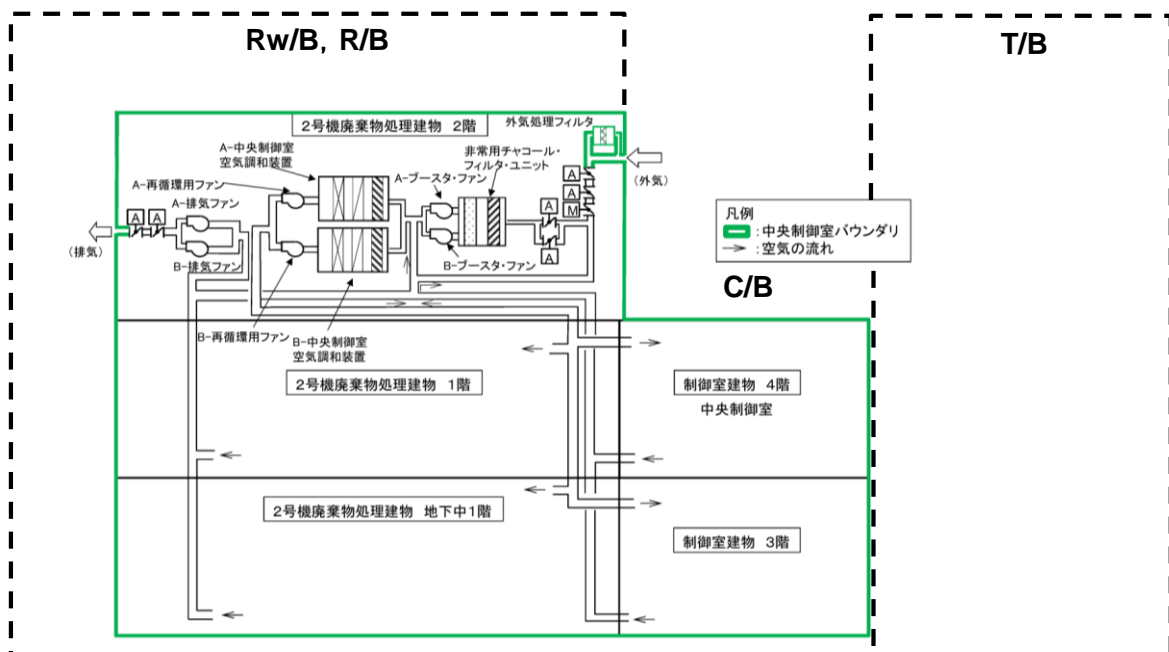 Rw/B, R/B
T/B
2号機廃棄物処理建物 2階
外気処理フィルタ
A-中央制御室
空気調和装置
非常用チャコール・
フィルタ・ユニット
A-再循環用ファン
A-ブースタ・ファン
A-排気ファン
(外気)
A
A
M
A
A
A
A
(排気)
B-排気ファン
B-ブースタ・ファン
凡例
:中央制御室バウンダリ
:空気の流れ
C/B
B-再循環用ファン
B-中央制御室
空気調和装置
2号機廃棄物処理建物 1階
制御室建物 4階
中央制御室
2号機廃棄物処理建物 地下中1階
制御室建物 3階